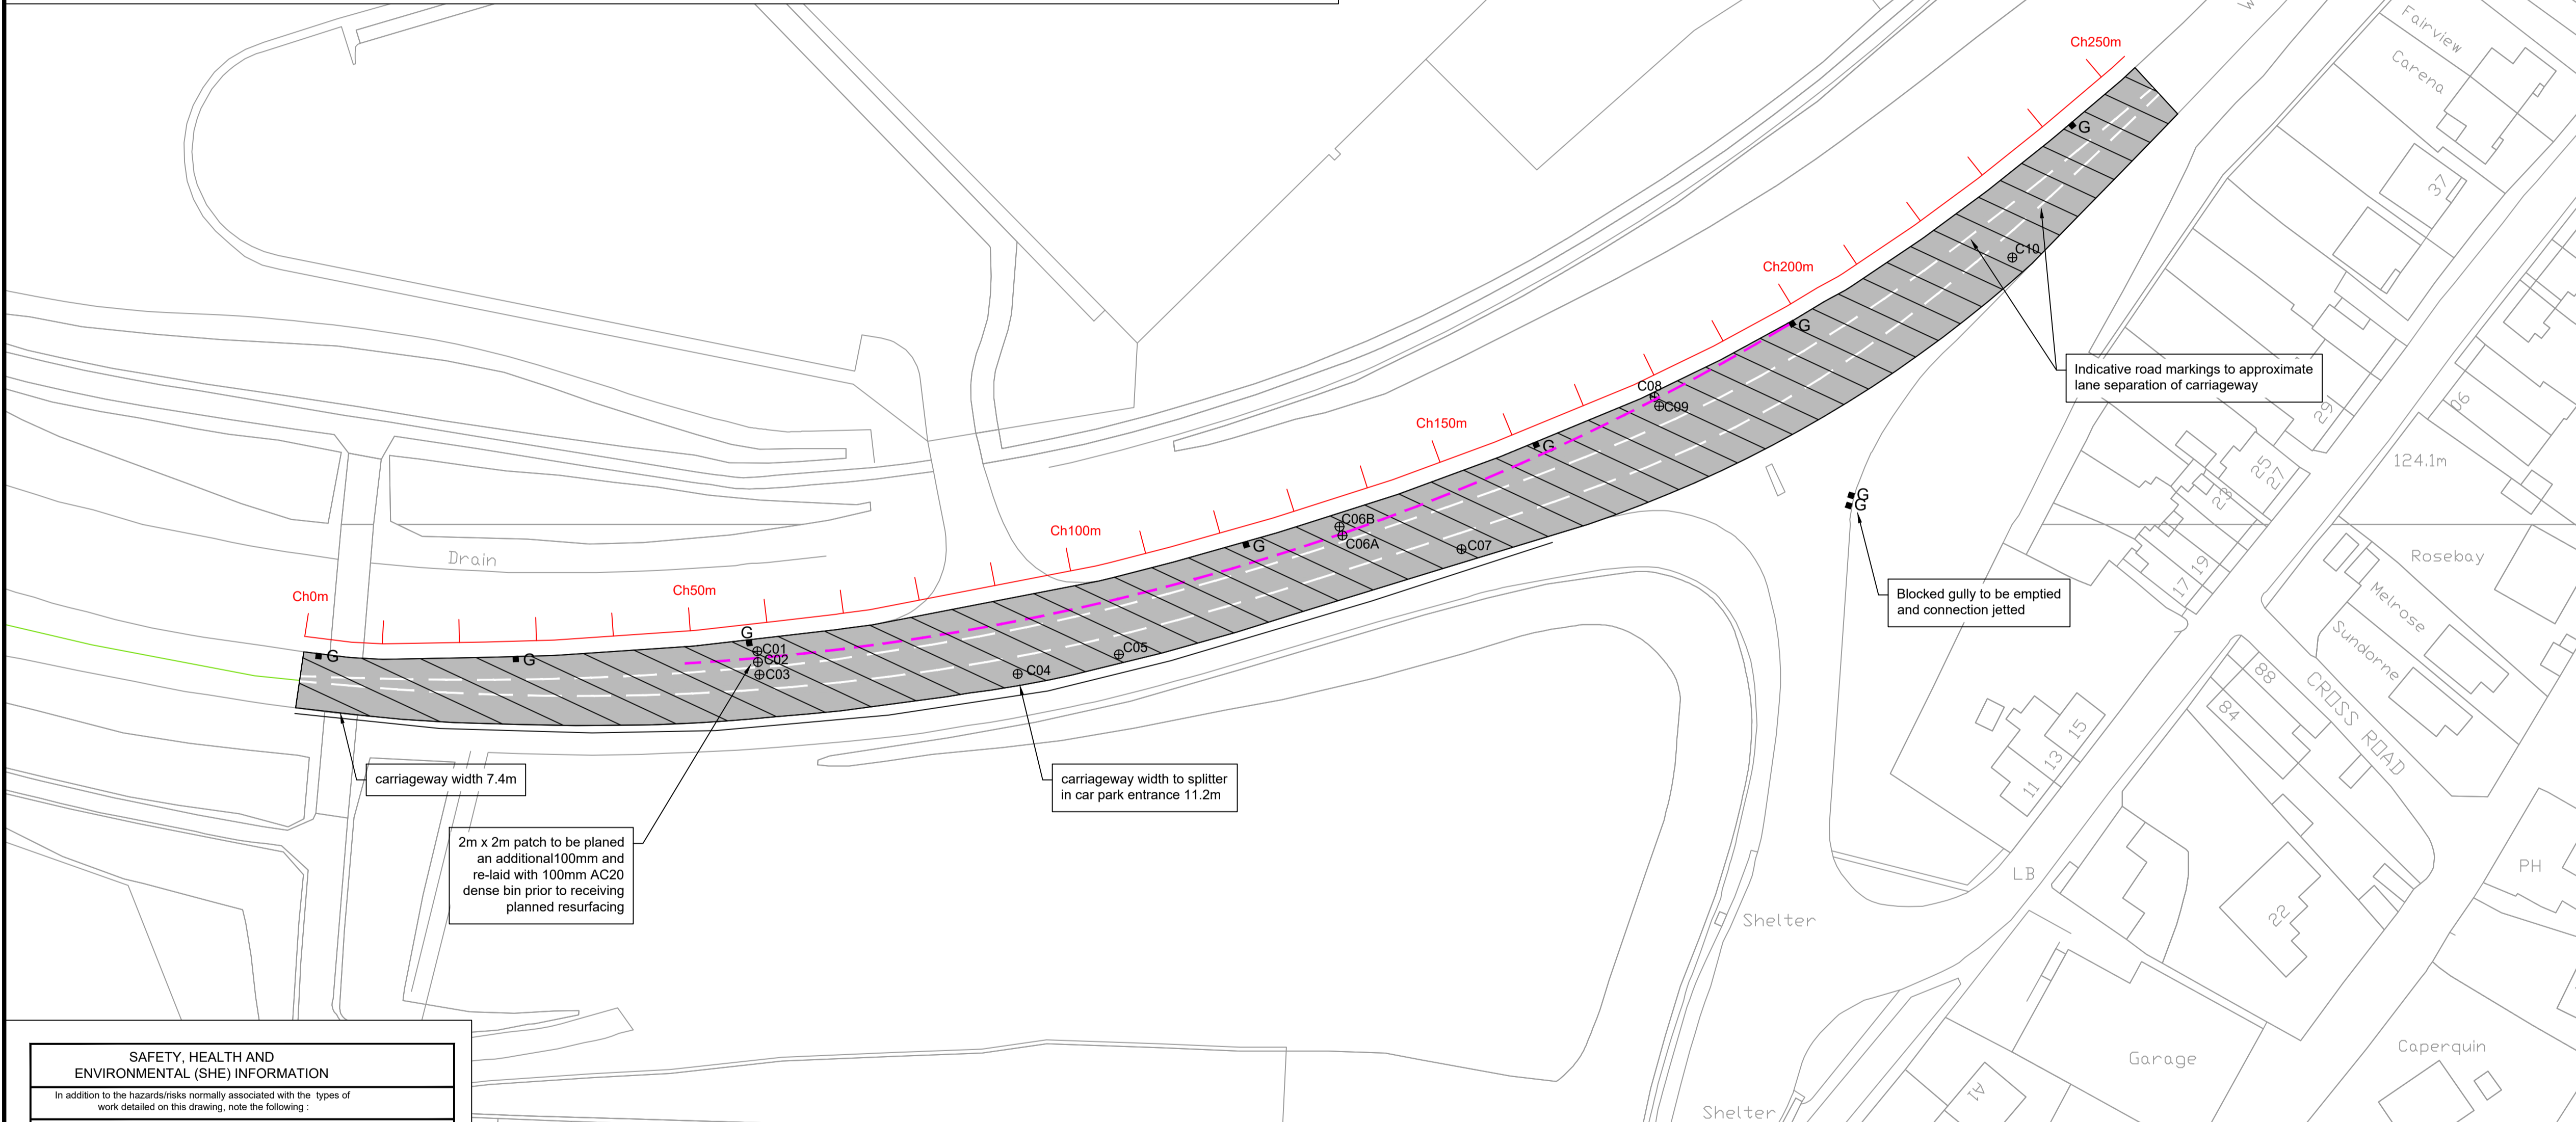 Ch250m
Fairview
Carena
37
G
C10
Ch200m
G
Indicative road markings to approximate
lane separation of carriageway
C08
C09
29
Ch150m
G
25
27
124.1m
23
G
G
C06B
C06A
C07
Ch100m
G
Rosebay
Drain
19
17
Melrose
Blocked gully to be emptied
and connection jetted
Ch0m
Ch50m
Sundorne
G
G
G
C01
C02
C03
C04
C05
88
84
CROSS ROAD
15
13
11
carriageway width 7.4m
carriageway width to splitter
in car park entrance 11.2m
2m x 2m patch to be planed
an additional100mm and
re-laid with 100mm AC20
dense bin prior to receiving
planned resurfacing
PH
LB
22
Shelter
Caperquin
Garage
A1
Shelter
SAFETY, HEALTH AND
ENVIRONMENTAL (SHE) INFORMATION
In addition to the hazards/risks normally associated with the types of
work detailed on this drawing, note the following :